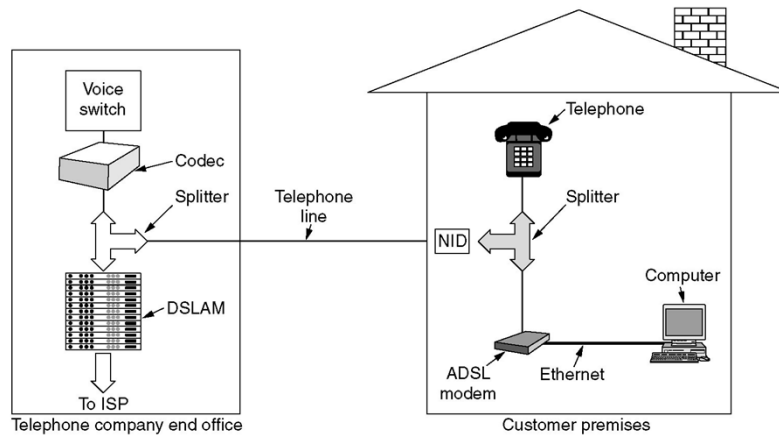 Voice
switch
Codec
Splitter
DSLAM
To ISP
Telephone company end office
Telephone
line
Telephone
NID
Splitter
Computer
ADSL
modem
Ethernet
Customer premises